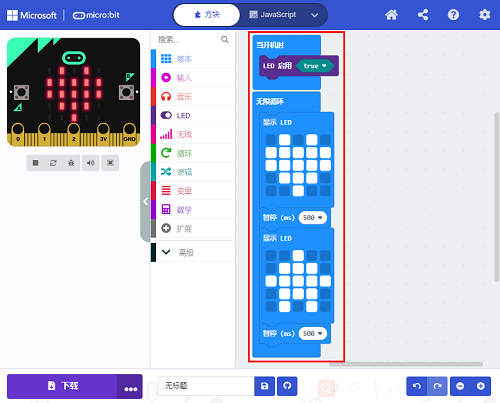 Microsoft
micro:bit
方块
JavaScript
搜索...
基本
输入
音乐
LED
无线
循环
逻辑
变量
数学
扩展
高级
A
B
0
1
2
3V
GND
当开机时
LED 启用 true
无限循环
显示 LED
暂停 (ms) 500
显示 LED
暂停 (ms) 500
下载
无标题